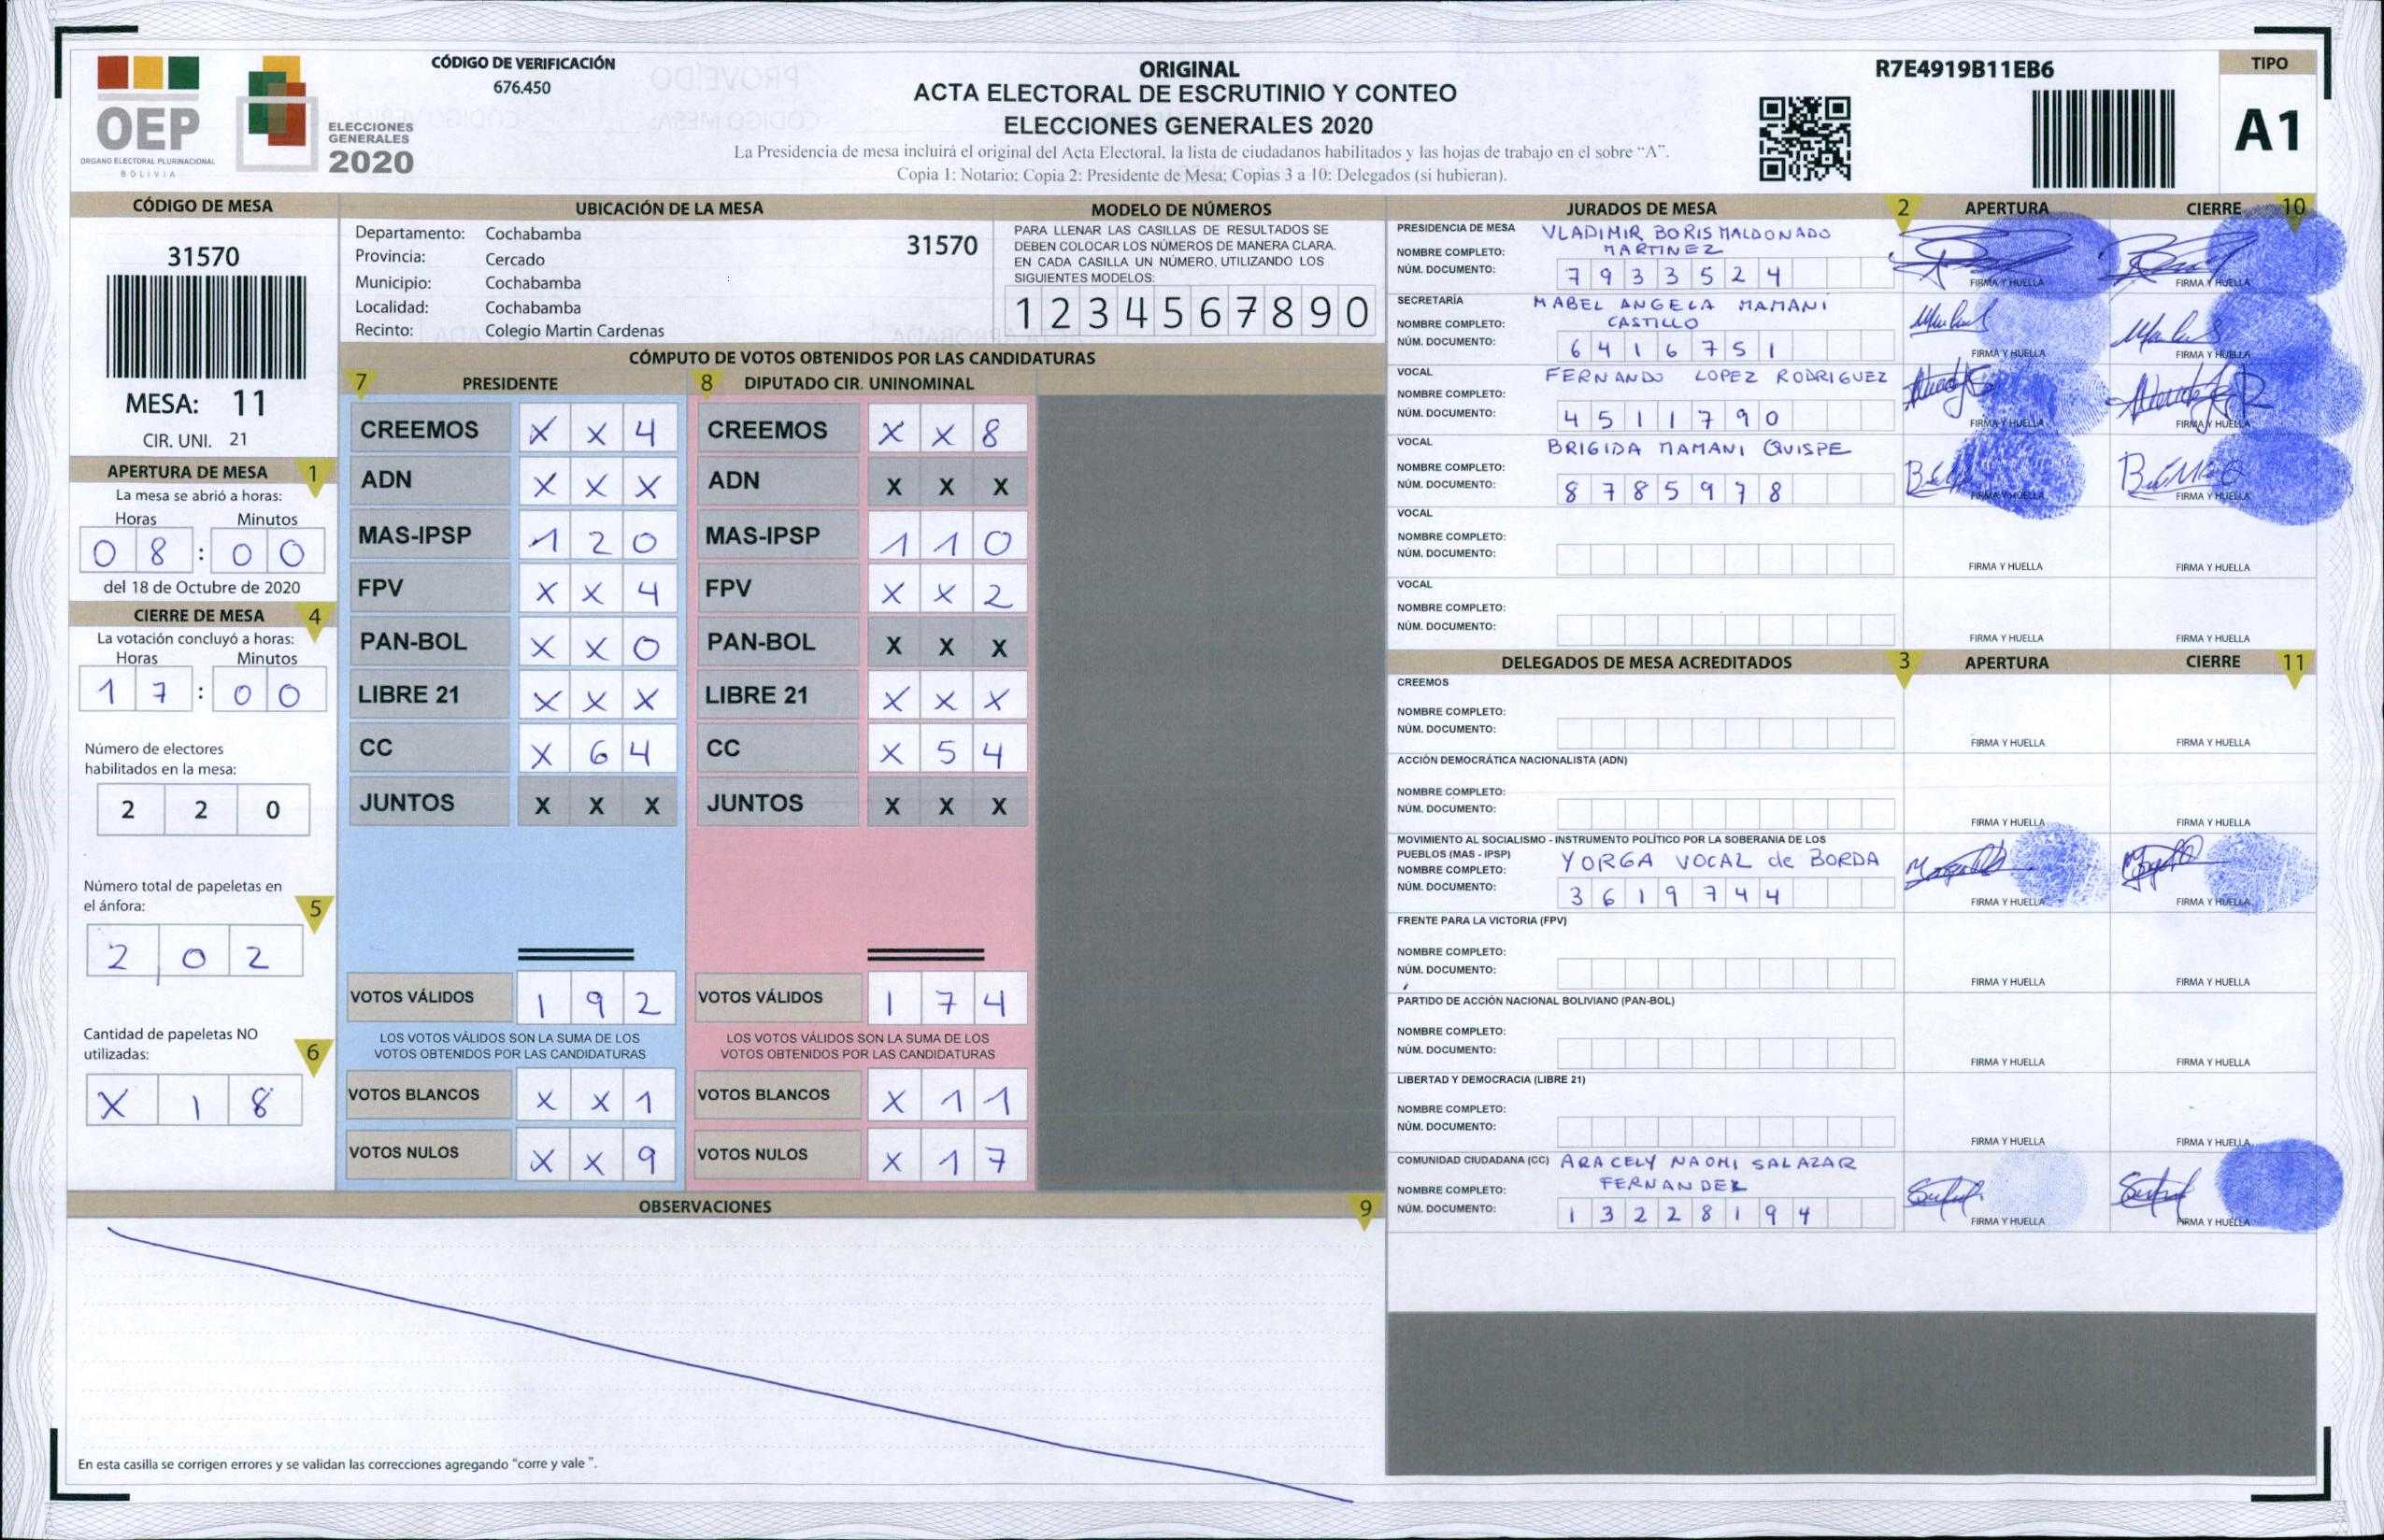 OEP
ORGANO ELECTORAL PLURINACIONAL
BOLIVIA
ELECCIONES
GENERALES
2020
CÓDIGO DE VERIFICACIÓN
676.450
ORIGINAL
ACTA ELECTORAL DE ESCRUTINIO Y CONTEO
ELECCIONES GENERALES 2020
La Presidencia de mesa incluirá el original del Acta Electoral, la lista de ciudadanos habilitados y las hojas de trabajo en el sobre “A”.
Copia 1: Notario; Copia 2: Presidente de Mesa; Copias 3 a 10: Delegados (si hubieran).
R7E4919B11EB6
TIPO
A1
CÓDIGO DE MESA
31570
MESA: 11
CIR. UNI. 21
APERTURA DE MESA 1
La mesa se abrió a horas:
Horas Minutos
0 8 : 0 0
del 18 de Octubre de 2020
CIERRE DE MESA 4
La votación concluyó a horas:
Horas Minutos
1 7 : 0 0
Número de electores
habilitados en la mesa:
2 2 0
Número total de papeletas en
el ánfora: 5
2 0 2
Cantidad de papeletas NO
utilizadas: 6
X 1 8
UBICACIÓN DE LA MESA
Departamento: Cochabamba 31570
Provincia: Cercado
Municipio: Cochabamba
Localidad: Cochabamba
Recinto: Colegio Martin Cardenas
MODELO DE NÚMEROS
PARA LLENAR LAS CASILLAS DE RESULTADOS SE
DEBEN COLOCAR LOS NÚMEROS DE MANERA CLARA.
EN CADA CASILLA UN NÚMERO, UTILIZANDO LOS
SIGUIENTES MODELOS:
1 2 3 4 5 6 7 8 9 0
CÓMPUTO DE VOTOS OBTENIDOS POR LAS CANDIDATURAS
7 PRESIDENTE 8 DIPUTADO CIR. UNINOMINAL
CREEMOS X X 4 CREEMOS X X 8
ADN X X X ADN X X X
MAS-IPSP 1 2 0 MAS-IPSP 1 1 0
FPV X X 4 FPV X X 2
PAN-BOL X X 0 PAN-BOL X X X
LIBRE 21 X X X LIBRE 21 X X X
CC X 6 4 CC X 5 4
JUNTOS X X X JUNTOS X X X
VOTOS VÁLIDOS 1 9 2 VOTOS VÁLIDOS 1 7 4
LOS VOTOS VÁLIDOS SON LA SUMA DE LOS LOS VOTOS VÁLIDOS SON LA SUMA DE LOS
VOTOS OBTENIDOS POR LAS CANDIDATURAS VOTOS OBTENIDOS POR LAS CANDIDATURAS
VOTOS BLANCOS X X 1 VOTOS BLANCOS X 1 1
VOTOS NULOS X X 9 VOTOS NULOS X 1 7
OBSERVACIONES 9
En esta casilla se corrigen errores y se validan las correcciones agregando "corre y vale ".
JURADOS DE MESA 2 APERTURA CIERRE 10
PRESIDENCIA DE MESA VLADIMIR BORIS MALDONADO
NOMBRE COMPLETO: MARTINEZ
NÚM. DOCUMENTO: 7 9 3 3 5 2 4 FIRMA Y HUELLA FIRMA Y HUELLA
SECRETARÍA MABEL ANGELA MAMANI
NOMBRE COMPLETO: CASTILLO
NÚM. DOCUMENTO: 6 4 1 6 7 5 1 FIRMA Y HUELLA FIRMA Y HUELLA
VOCAL FERNANDO LOPEZ RODRIGUEZ
NOMBRE COMPLETO:
NÚM. DOCUMENTO: 4 5 1 1 7 9 0 FIRMA Y HUELLA FIRMA Y HUELLA
VOCAL BRIGIDA MAMANI QUISPE
NOMBRE COMPLETO:
NÚM. DOCUMENTO: 8 7 8 5 9 7 8 FIRMA Y HUELLA FIRMA Y HUELLA
VOCAL
NOMBRE COMPLETO:
NÚM. DOCUMENTO: FIRMA Y HUELLA FIRMA Y HUELLA
VOCAL
NOMBRE COMPLETO:
NÚM. DOCUMENTO: FIRMA Y HUELLA FIRMA Y HUELLA
DELEGADOS DE MESA ACREDITADOS 3 APERTURA CIERRE 11
CREEMOS
NOMBRE COMPLETO:
NÚM. DOCUMENTO: FIRMA Y HUELLA FIRMA Y HUELLA
ACCIÓN DEMOCRÁTICA NACIONALISTA (ADN)
NOMBRE COMPLETO:
NÚM. DOCUMENTO: FIRMA Y HUELLA FIRMA Y HUELLA
MOVIMIENTO AL SOCIALISMO - INSTRUMENTO POLÍTICO POR LA SOBERANIA DE LOS
PUEBLOS (MAS - IPSP) YORGA VOCAL de BORDA
NOMBRE COMPLETO:
NÚM. DOCUMENTO: 3 6 1 9 7 4 4 FIRMA Y HUELLA FIRMA Y HUELLA
FRENTE PARA LA VICTORIA (FPV)
NOMBRE COMPLETO:
NÚM. DOCUMENTO: FIRMA Y HUELLA FIRMA Y HUELLA
PARTIDO DE ACCIÓN NACIONAL BOLIVIANO (PAN-BOL)
NOMBRE COMPLETO:
NÚM. DOCUMENTO: FIRMA Y HUELLA FIRMA Y HUELLA
LIBERTAD Y DEMOCRACIA (LIBRE 21)
NOMBRE COMPLETO:
NÚM. DOCUMENTO: FIRMA Y HUELLA FIRMA Y HUELLA
COMUNIDAD CIUDADANA (CC) ARACELY NAOMI SALAZAR
NOMBRE COMPLETO: FERNANDEZ
NÚM. DOCUMENTO: 1 3 2 2 8 1 9 4 FIRMA Y HUELLA FIRMA Y HUELLA